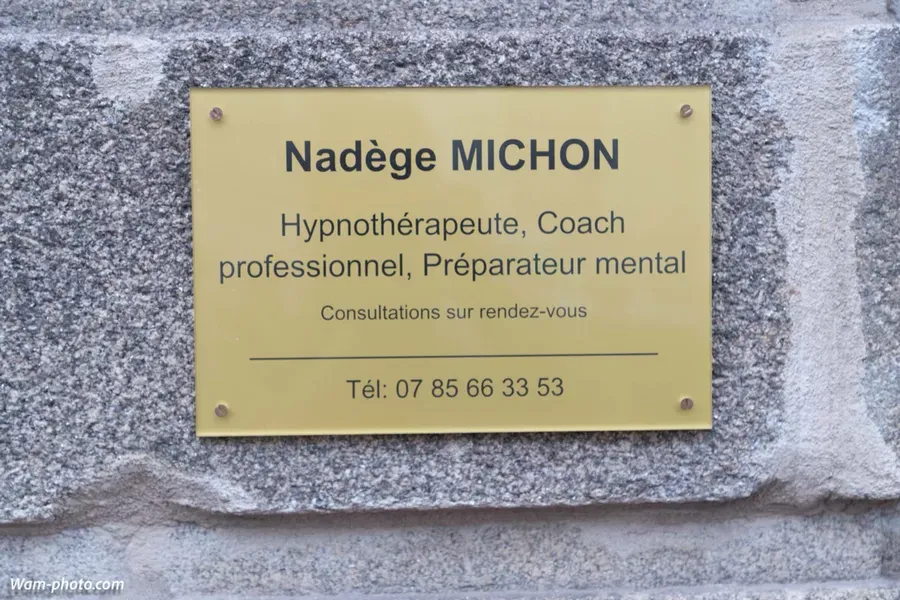 Nadège MICHON
Hypnothérapeute, Coach
professionnel, Préparateur mental
Consultations sur rendez-vous
Tél: 07 85 66 33 53
Wam-photo.com